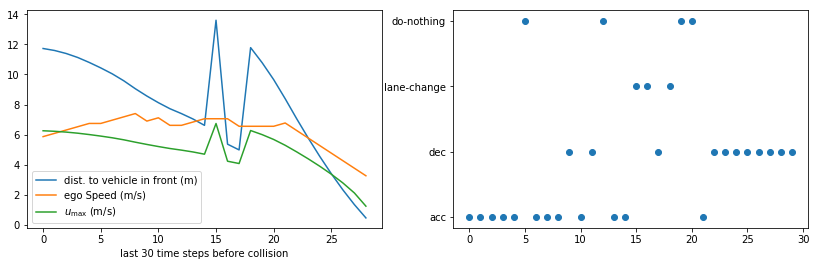 14
12
10
8
6
4
2
0
dist. to vehicle in front (m)
ego Speed (m/s)
u_max (m/s)
0 5 10 15 20 25
last 30 time steps before collision
do-nothing
lane-change
dec
acc
0 5 10 15 20 25 30